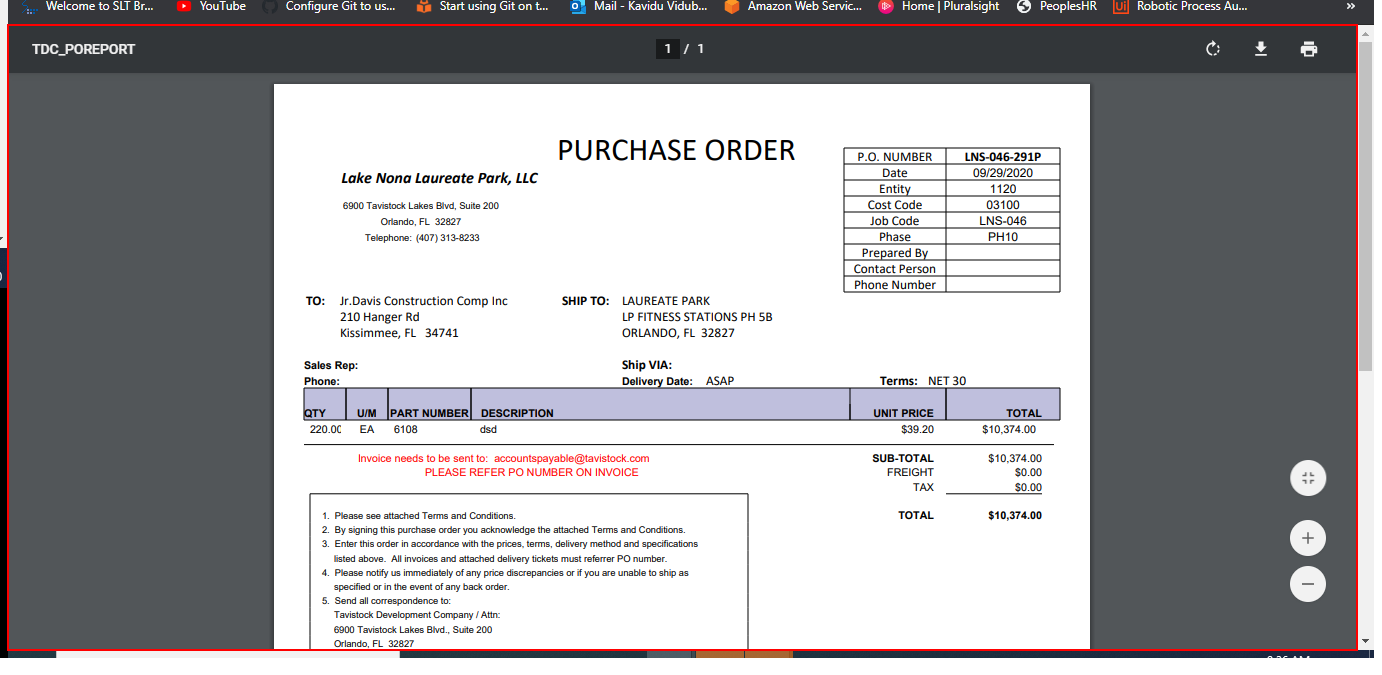 Welcome to SLT Br... YouTube Configure Git to us... Start using Git on t... Mail - Kavidu Vidub... Amazon Web Servic... Home | Pluralsight PeoplesHR Ui Robotic Process Au... »
TDC_POREPORT 1 / 1
PURCHASE ORDER
Lake Nona Laureate Park, LLC
6900 Tavistock Lakes Blvd, Suite 200
Orlando, FL 32827
Telephone: (407) 313-8233
P.O. NUMBER LNS-046-291P
Date 09/29/2020
Entity 1120
Cost Code 03100
Job Code LNS-046
Phase PH10
Prepared By
Contact Person
Phone Number
TO: Jr.Davis Construction Comp Inc
210 Hanger Rd
Kissimmee, FL 34741
SHIP TO: LAUREATE PARK
LP FITNESS STATIONS PH 5B
ORLANDO, FL 32827
Sales Rep: Ship VIA:
Phone: Delivery Date: ASAP Terms: NET 30
QTY U/M PART NUMBER DESCRIPTION UNIT PRICE TOTAL
220.00 EA 6108 dsd $39.20 $10,374.00
Invoice needs to be sent to: accountspayable@tavistock.com
PLEASE REFER PO NUMBER ON INVOICE
SUB-TOTAL $10,374.00
FREIGHT $0.00
TAX $0.00
TOTAL $10,374.00
1. Please see attached Terms and Conditions.
2. By signing this purchase order you acknowledge the attached Terms and Conditions.
3. Enter this order in accordance with the prices, terms, delivery method and specifications
listed above. All invoices and attached delivery tickets must referrer PO number.
4. Please notify us immediately of any price discrepancies or if you are unable to ship as
specified or in the event of any back order.
5. Send all correspondence to:
Tavistock Development Company / Attn:
6900 Tavistock Lakes Blvd., Suite 200
Orlando, FL 32827